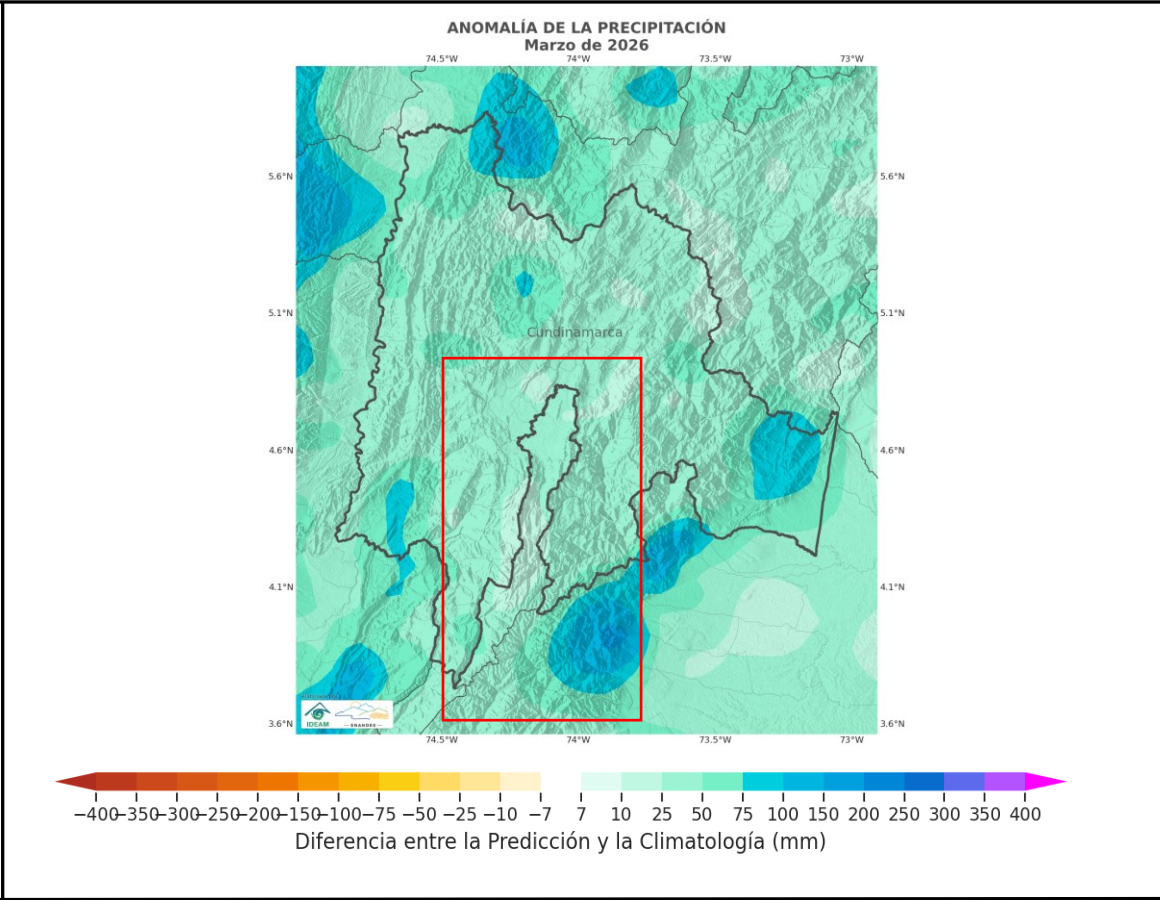 ANOMALÍA DE LA PRECIPITACIÓN
Marzo de 2026
74.5°W 74°W 73.5°W 73°W
5.6°N 5.6°N
5.1°N 5.1°N
Cundinamarca
4.6°N 4.6°N
4.1°N 4.1°N
3.6°N 3.6°N
IDEAM
ENANDES
74.5°W 74°W 73.5°W 73°W
−400 −350 −300 −250 −200 −150 −100 −75 −50 −25 −10 −7 7 10 25 50 75 100 150 200 250 300 350 400
Diferencia entre la Predicción y la Climatología (mm)